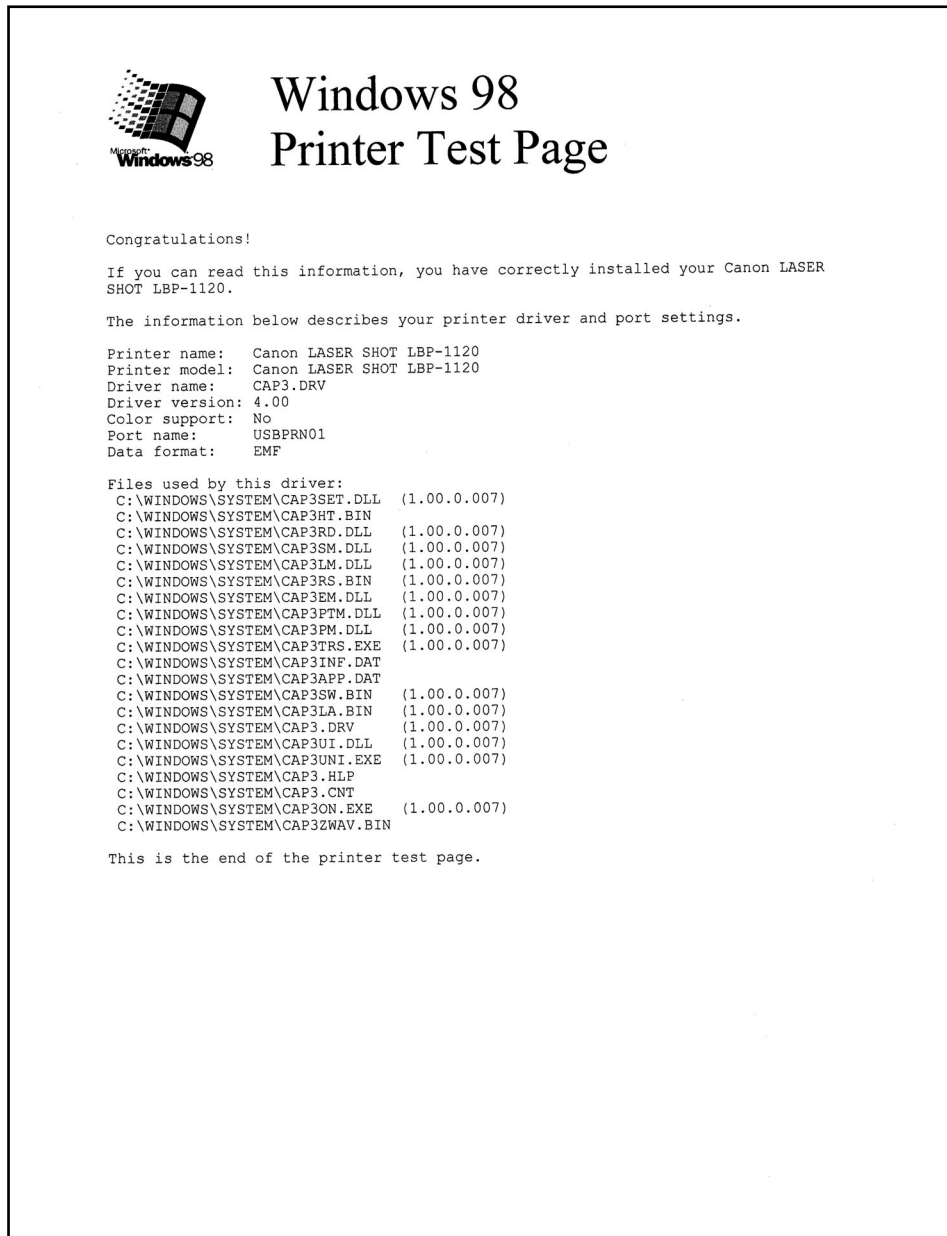 Microsoft
Windows98
Windows 98
Printer Test Page
Congratulations!
If you can read this information, you have correctly installed your Canon LASER
SHOT LBP-1120.
The information below describes your printer driver and port settings.
Printer name: Canon LASER SHOT LBP-1120
Printer model: Canon LASER SHOT LBP-1120
Driver name: CAP3.DRV
Driver version: 4.00
Color support: No
Port name: USBPRN01
Data format: EMF
Files used by this driver:
C:\WINDOWS\SYSTEM\CAP3SET.DLL (1.00.0.007)
C:\WINDOWS\SYSTEM\CAP3HT.BIN
C:\WINDOWS\SYSTEM\CAP3RD.DLL (1.00.0.007)
C:\WINDOWS\SYSTEM\CAP3SM.DLL (1.00.0.007)
C:\WINDOWS\SYSTEM\CAP3LM.DLL (1.00.0.007)
C:\WINDOWS\SYSTEM\CAP3RS.BIN (1.00.0.007)
C:\WINDOWS\SYSTEM\CAP3EM.DLL (1.00.0.007)
C:\WINDOWS\SYSTEM\CAP3PTM.DLL (1.00.0.007)
C:\WINDOWS\SYSTEM\CAP3PM.DLL (1.00.0.007)
C:\WINDOWS\SYSTEM\CAP3TRS.EXE (1.00.0.007)
C:\WINDOWS\SYSTEM\CAP3INF.DAT
C:\WINDOWS\SYSTEM\CAP3APP.DAT
C:\WINDOWS\SYSTEM\CAP3SW.BIN (1.00.0.007)
C:\WINDOWS\SYSTEM\CAP3LA.BIN (1.00.0.007)
C:\WINDOWS\SYSTEM\CAP3.DRV (1.00.0.007)
C:\WINDOWS\SYSTEM\CAP3UI.DLL (1.00.0.007)
C:\WINDOWS\SYSTEM\CAP3UNI.EXE (1.00.0.007)
C:\WINDOWS\SYSTEM\CAP3.HLP
C:\WINDOWS\SYSTEM\CAP3.CNT
C:\WINDOWS\SYSTEM\CAP3ON.EXE (1.00.0.007)
C:\WINDOWS\SYSTEM\CAP3ZWAV.BIN
This is the end of the printer test page.